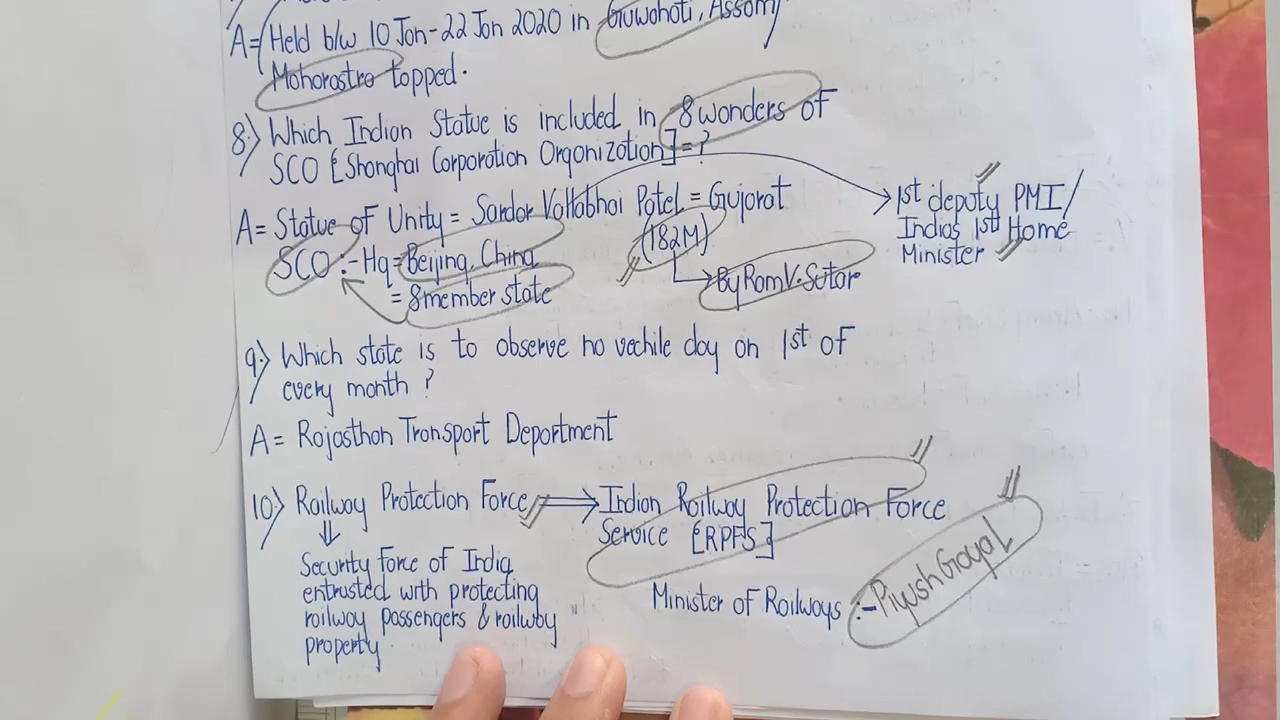 A= Held b/w 10 Jan-22 Jan 2020 in Guwahati, Assam
Maharastra topped.
8.) Which Indian Statue is included in 8 wonders of
SCO [Shanghai Corporation Organization] = ?
A = Statue of Unity = Sardar Vallabhai Patel = Gujarat
(182M)
By Ram V. Sutar
1st deputy PMI/
Indias 1st Home
Minister
SCO :- Hq = Beijing, China
= 8 member state
9.) Which state is to observe no vechile day on 1st of
every month ?
A = Rajasthan Transport Department
10.) Railway Protection Force => Indian Railway Protection Force
Service [RPFS]
Security force of India
entrusted with protecting
railway passengers & railway
property
Minister of Railways :- Piyush Goyal